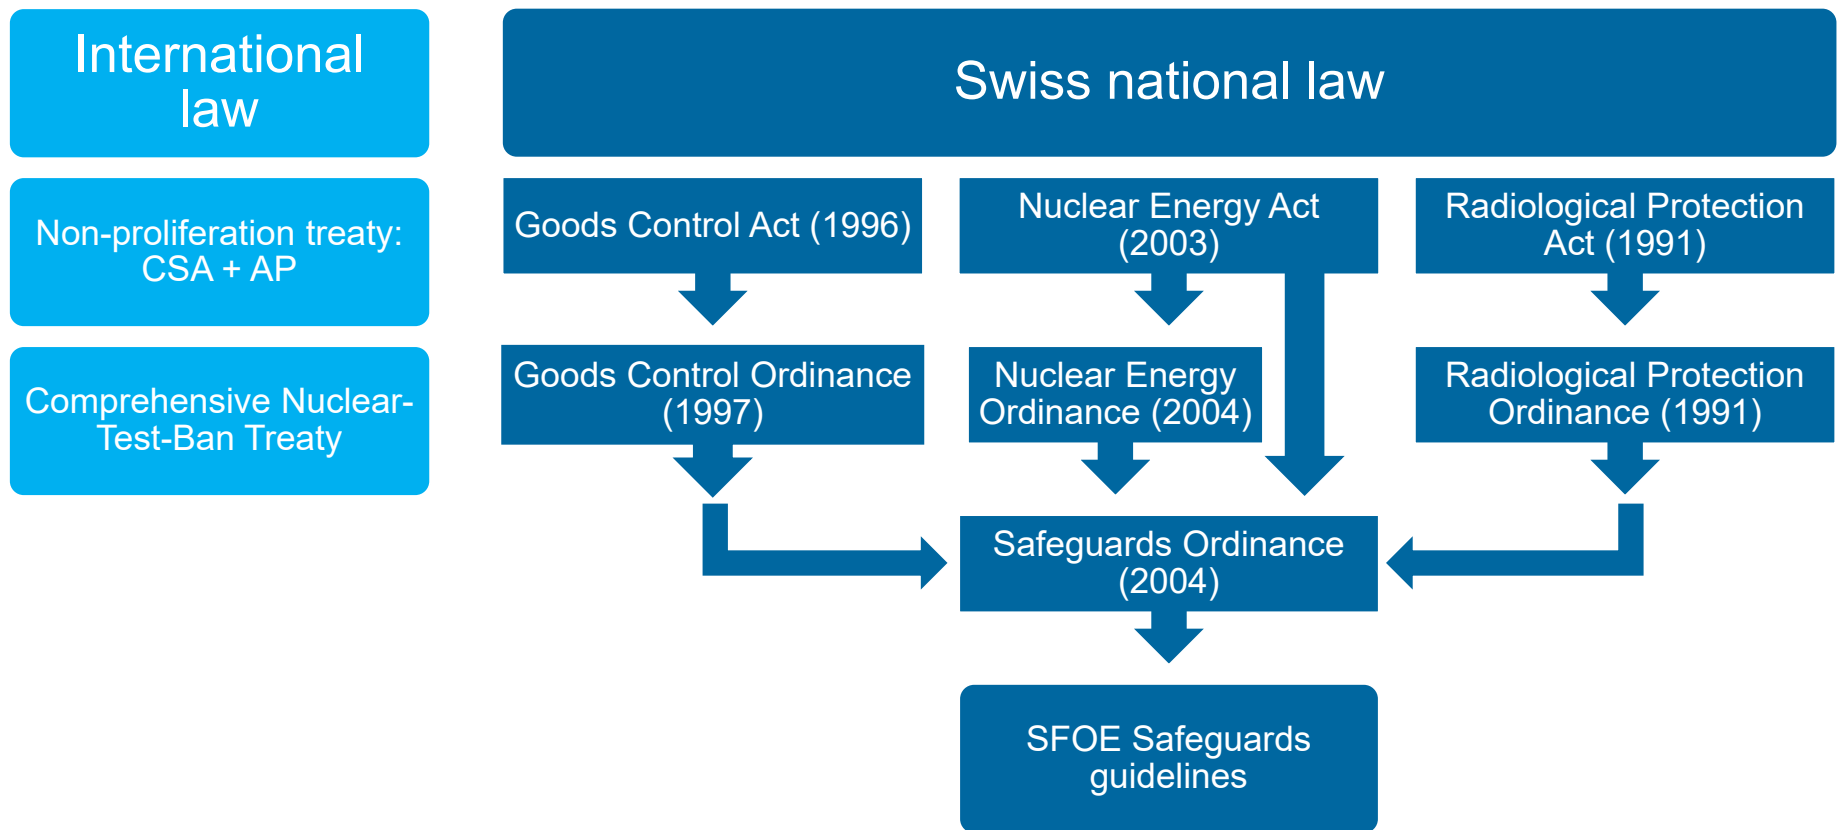 International
law
Swiss national law
Non-proliferation treaty:
CSA + AP
Goods Control Act (1996)
Nuclear Energy Act
(2003)
Radiological Protection
Act (1991)
Comprehensive Nuclear-
Test-Ban Treaty
Goods Control Ordinance
(1997)
Nuclear Energy
Ordinance (2004)
Radiological Protection
Ordinance (1991)
Safeguards Ordinance
(2004)
SFOE Safeguards
guidelines